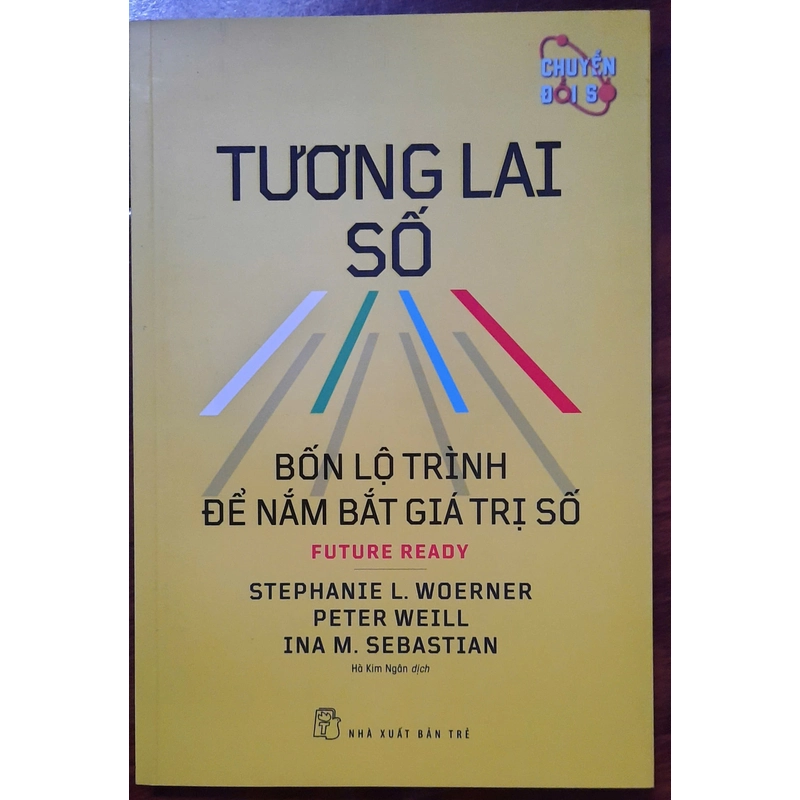 CHUYỂN
ĐỔI SỐ
TƯƠNG LAI
SỐ
BỐN LỘ TRÌNH
ĐỂ NẮM BẮT GIÁ TRỊ SỐ
FUTURE READY
STEPHANIE L. WOERNER
PETER WEILL
INA M. SEBASTIAN
Hà Kim Ngân dịch
NHÀ XUẤT BẢN TRẺ